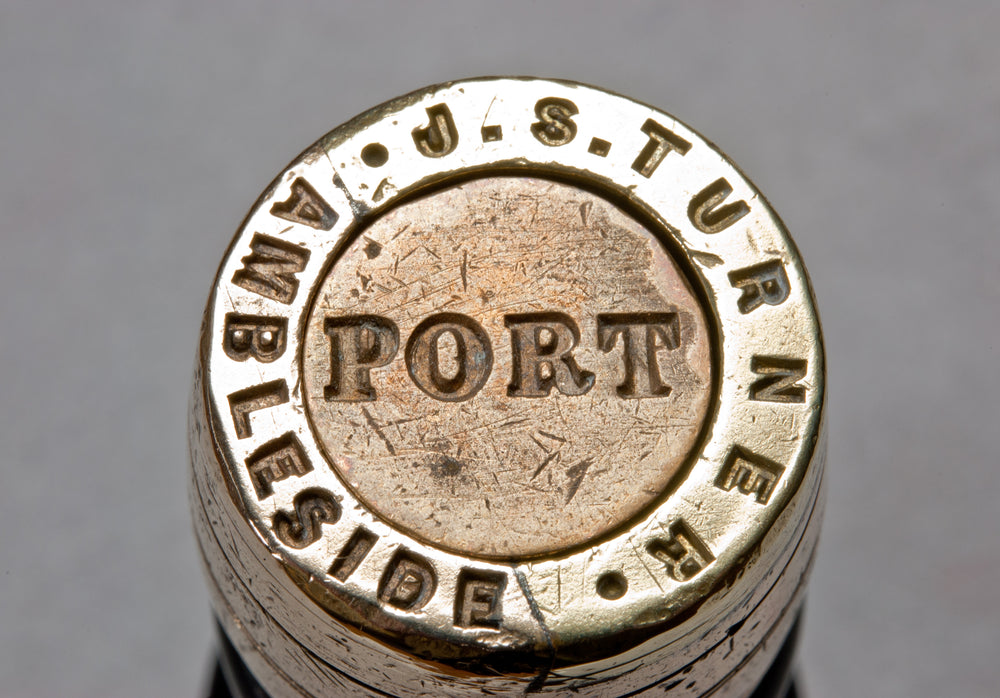 · J. S. TURNER ·
AMBLESIDE
PORT